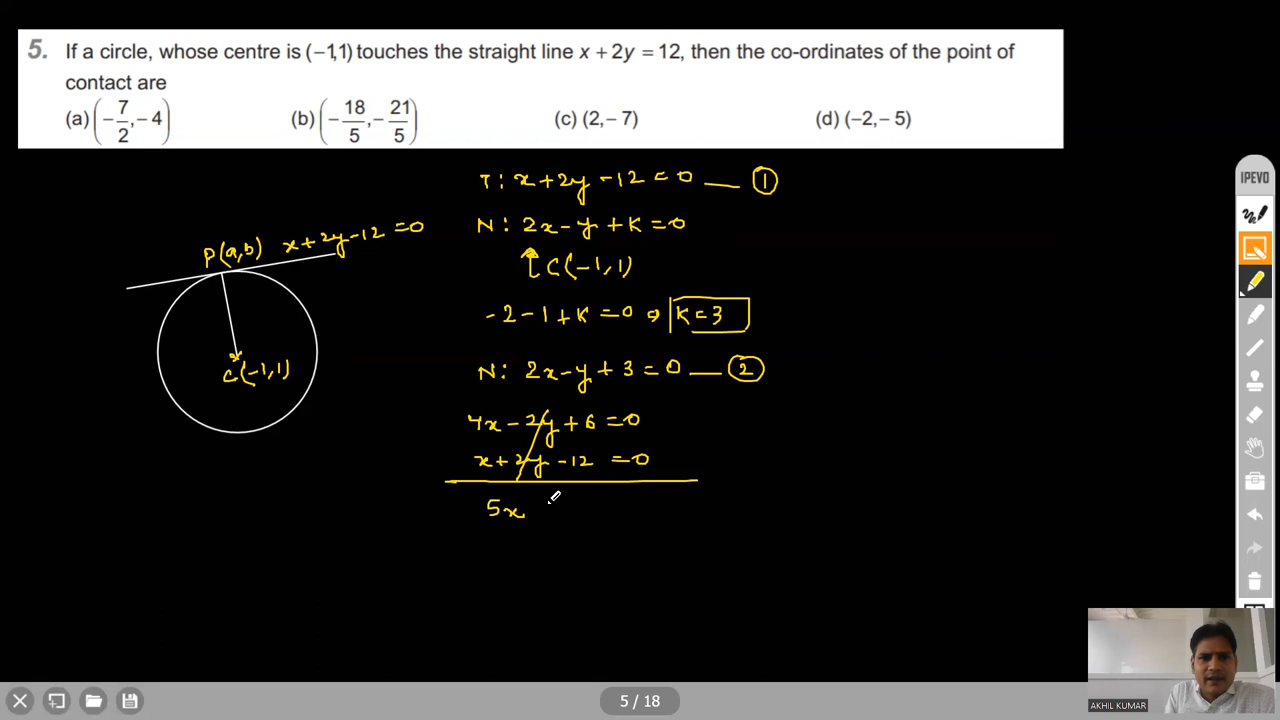 5. If a circle, whose centre is (−1,1) touches the straight line x + 2y = 12, then the co-ordinates of the point of
contact are
(a) (−7/2, −4) (b) (−18/5, −21/5) (c) (2, − 7) (d) (−2, − 5)
T: x+2y-12=0 — ①
N: 2x-y+K=0
C(-1,1)
-2-1+K=0 ⇒ K=3
N: 2x-y+3=0 — ②
4x-2y+6=0
x+2y-12=0
5x
P(a,b) x+2y-12=0
C(-1,1)
IPEVO
5 / 18
AKHIL KUMAR